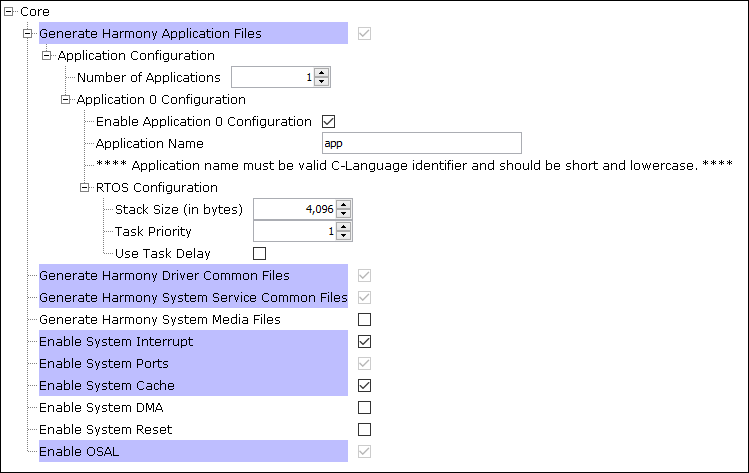 Core
Generate Harmony Application Files
Application Configuration
Number of Applications 1
Application 0 Configuration
Enable Application 0 Configuration
Application Name app
**** Application name must be valid C-Language identifier and should be short and lowercase. ****
RTOS Configuration
Stack Size (in bytes) 4,096
Task Priority 1
Use Task Delay
Generate Harmony Driver Common Files
Generate Harmony System Service Common Files
Generate Harmony System Media Files
Enable System Interrupt
Enable System Ports
Enable System Cache
Enable System DMA
Enable System Reset
Enable OSAL